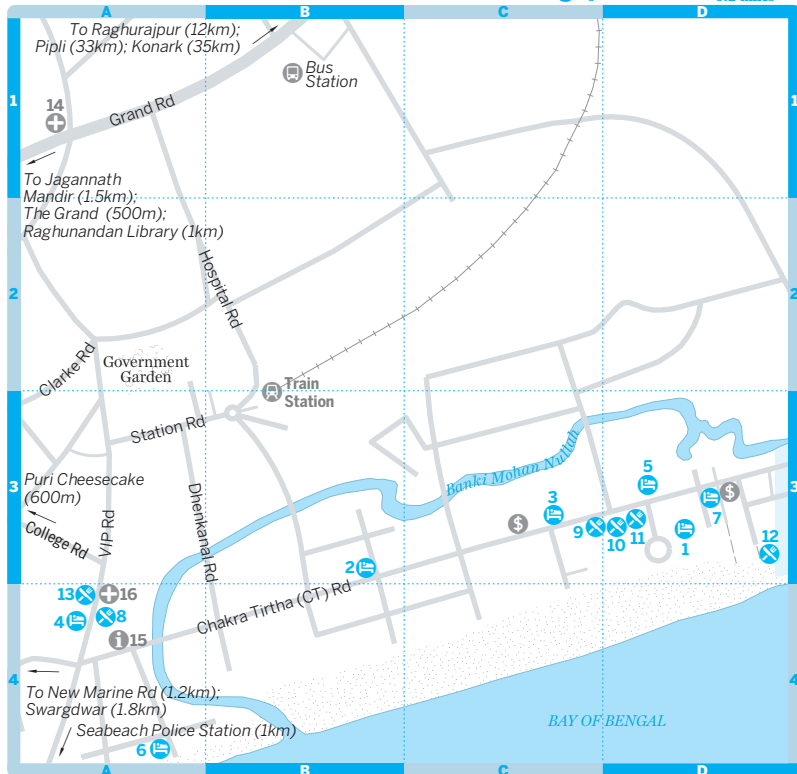 A
B
C
D
To Raghurajpur (12km);
Pipli (33km); Konark (35km)
Bus
Station
1
14
Grand Rd
To Jagannath
Mandir (1.5km);
The Grand (500m);
Raghunandan Library (1km)
2
2
Hospital Rd
Clarke Rd
Government
Garden
Train
Station
Station Rd
3
3
Banki Mohan Nullah
Puri Cheesecake
(600m)
College Rd
VIP Rd
Dhenkanal Rd
$
3
5
7
$
9
10
11
1
12
2
13
16
4
8
15
Chakra Tirtha (CT) Rd
4
4
To New Marine Rd (1.2km);
Swargdwar (1.8km)
Seabeach Police Station (1km)
6
BAY OF BENGAL
A
B
C
D